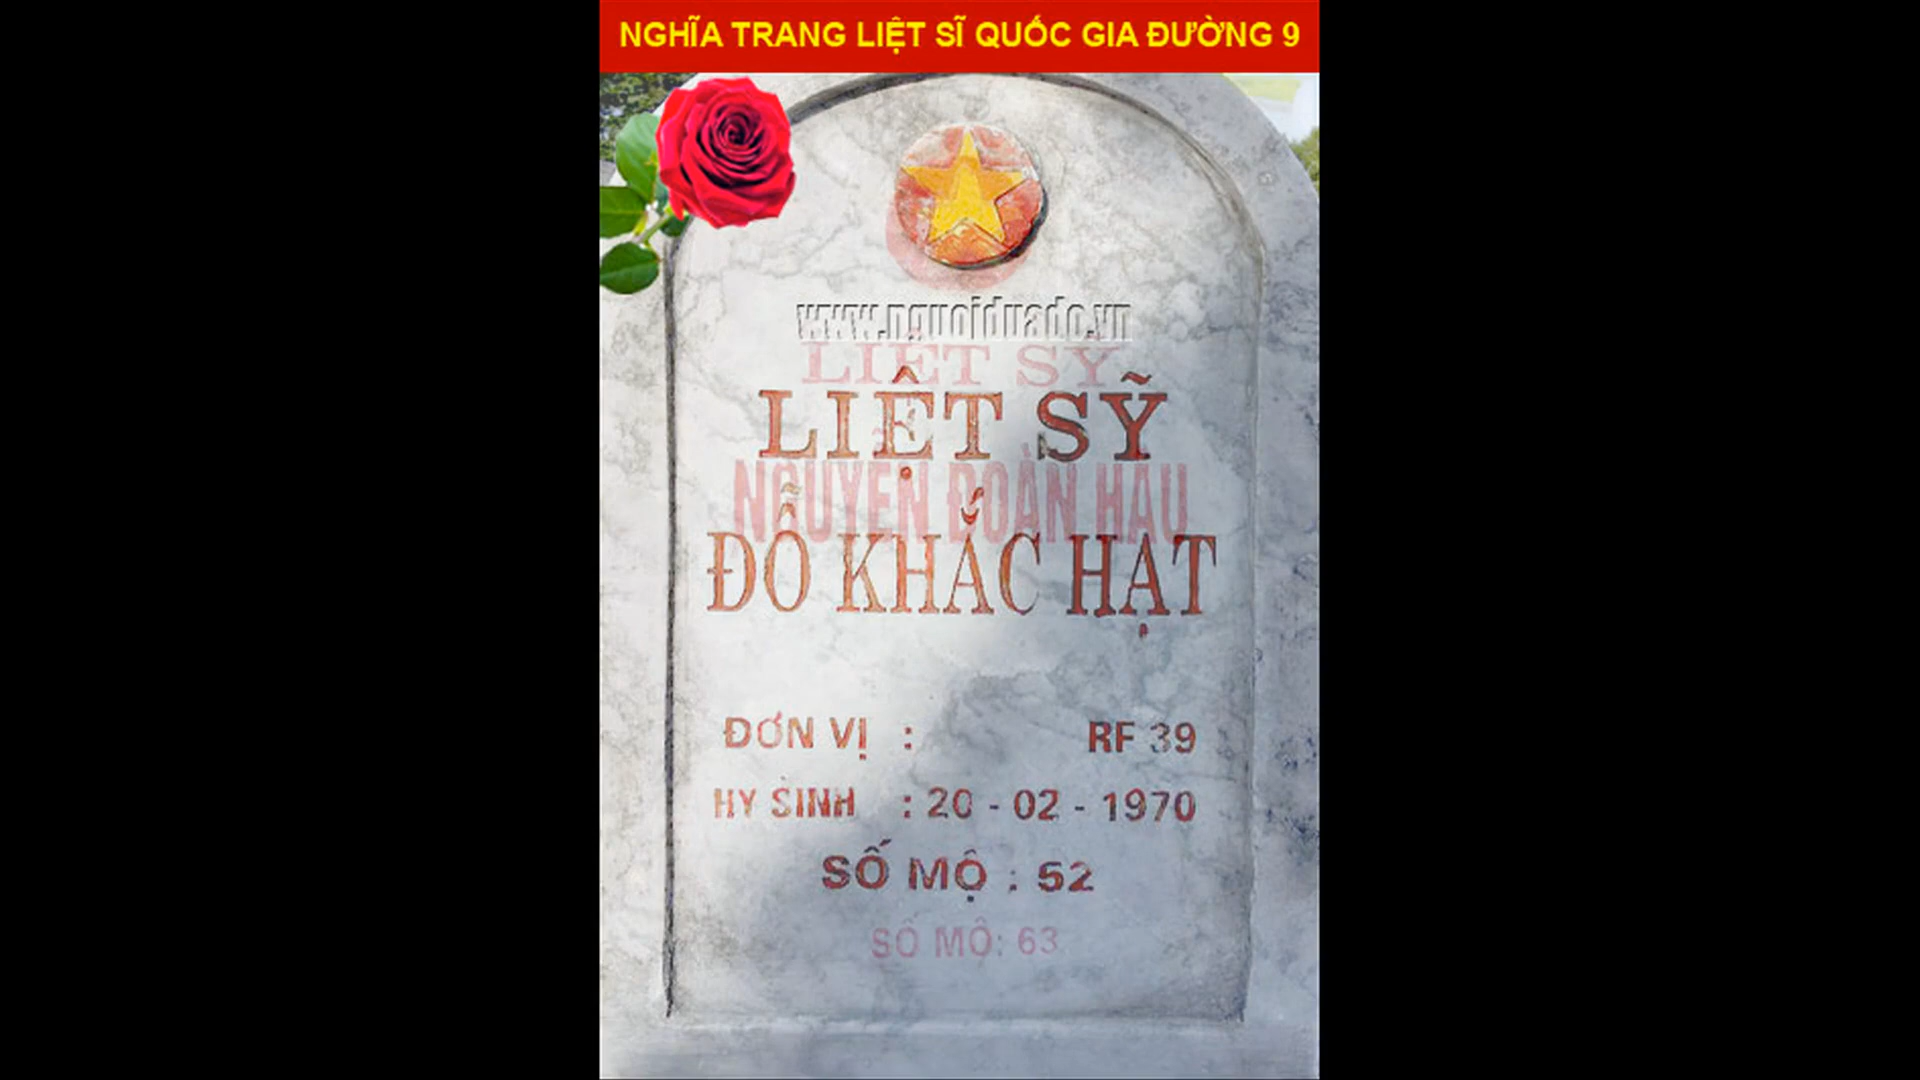 NGHĨA TRANG LIỆT SĨ QUỐC GIA ĐƯỜNG 9
www.nguoiduado.vn
LIỆT SỸ
LIỆT SỸ
NGUYỄN ĐOÀN HẬU
ĐỖ KHẮC HẠT
ĐƠN VỊ : RF 39
HY SINH : 20 - 02 - 1970
SỐ MỘ : 52
SỐ MỘ: 63